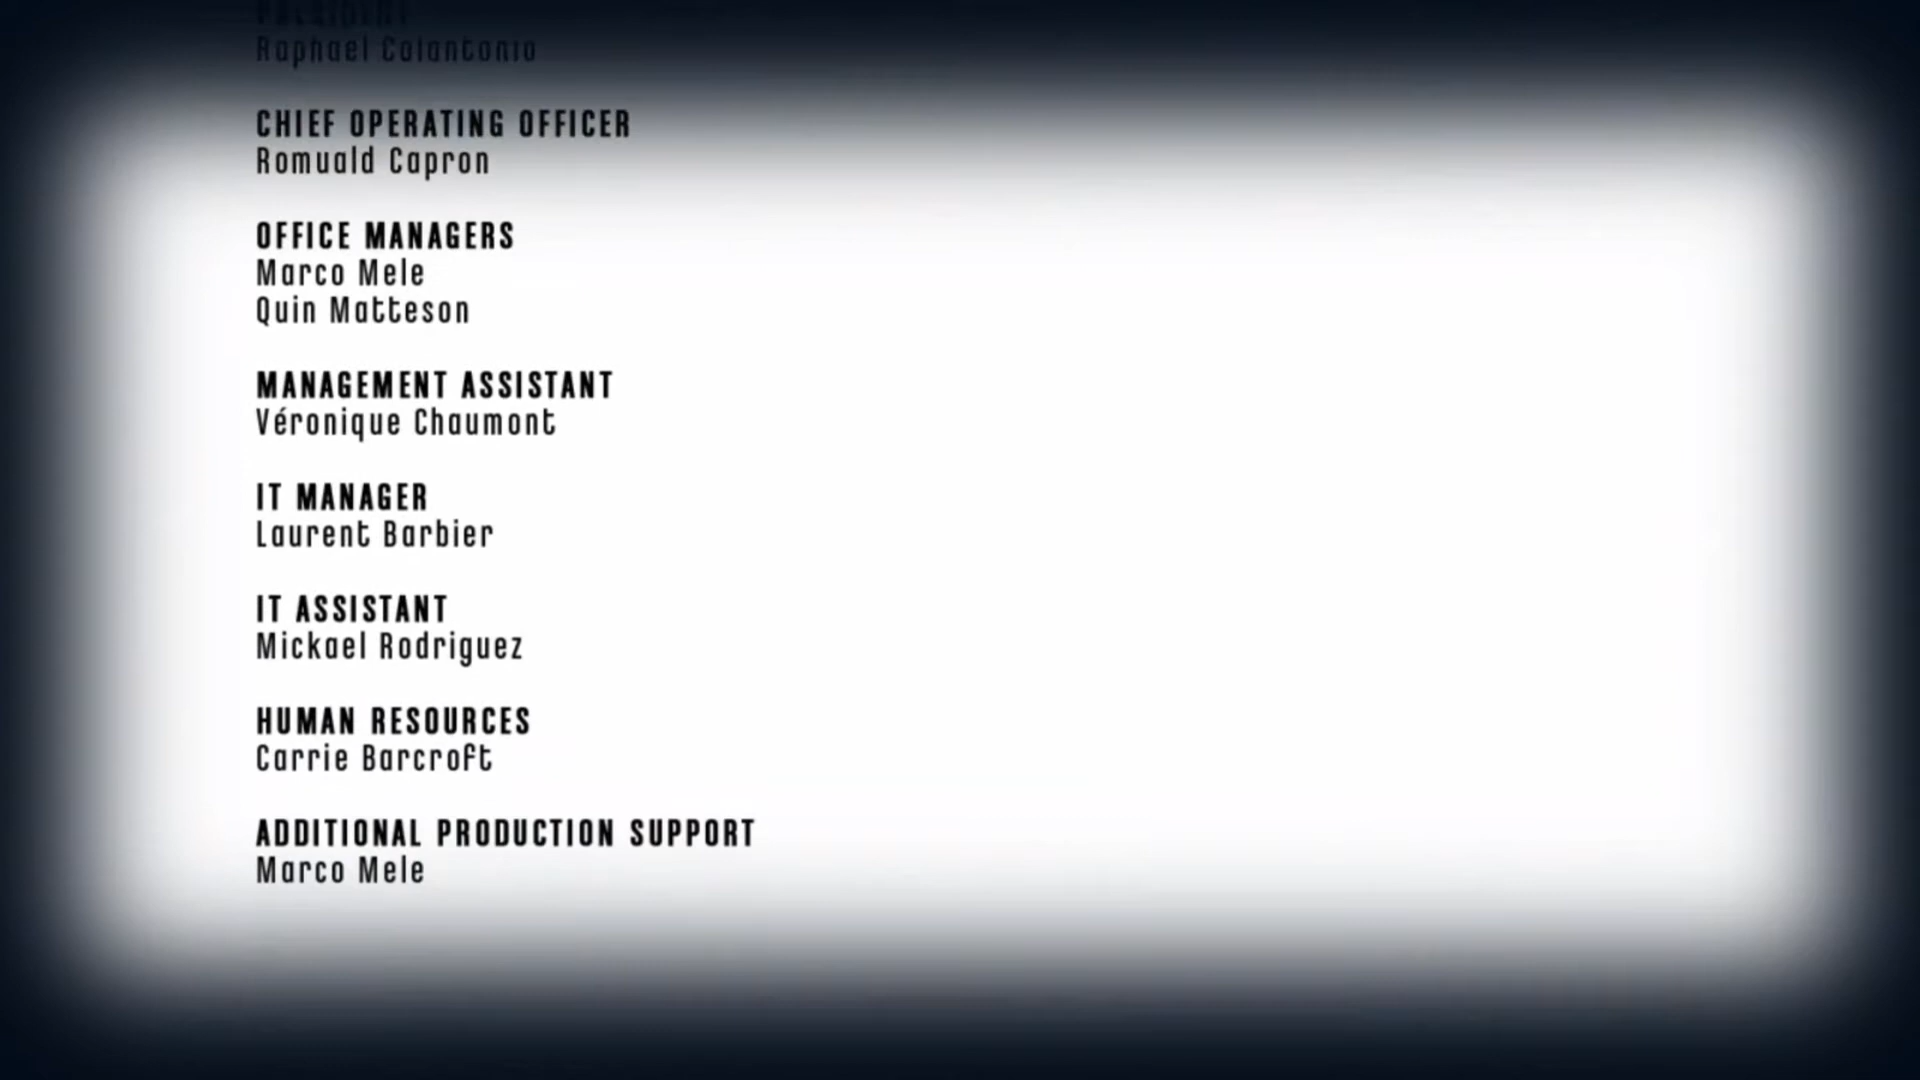 PRESIDENT
Raphael Colantonio
CHIEF OPERATING OFFICER
Romuald Capron
OFFICE MANAGERS
Marco Mele
Quin Matteson
MANAGEMENT ASSISTANT
Véronique Chaumont
IT MANAGER
Laurent Barbier
IT ASSISTANT
Mickael Rodriguez
HUMAN RESOURCES
Carrie Barcroft
ADDITIONAL PRODUCTION SUPPORT
Marco Mele